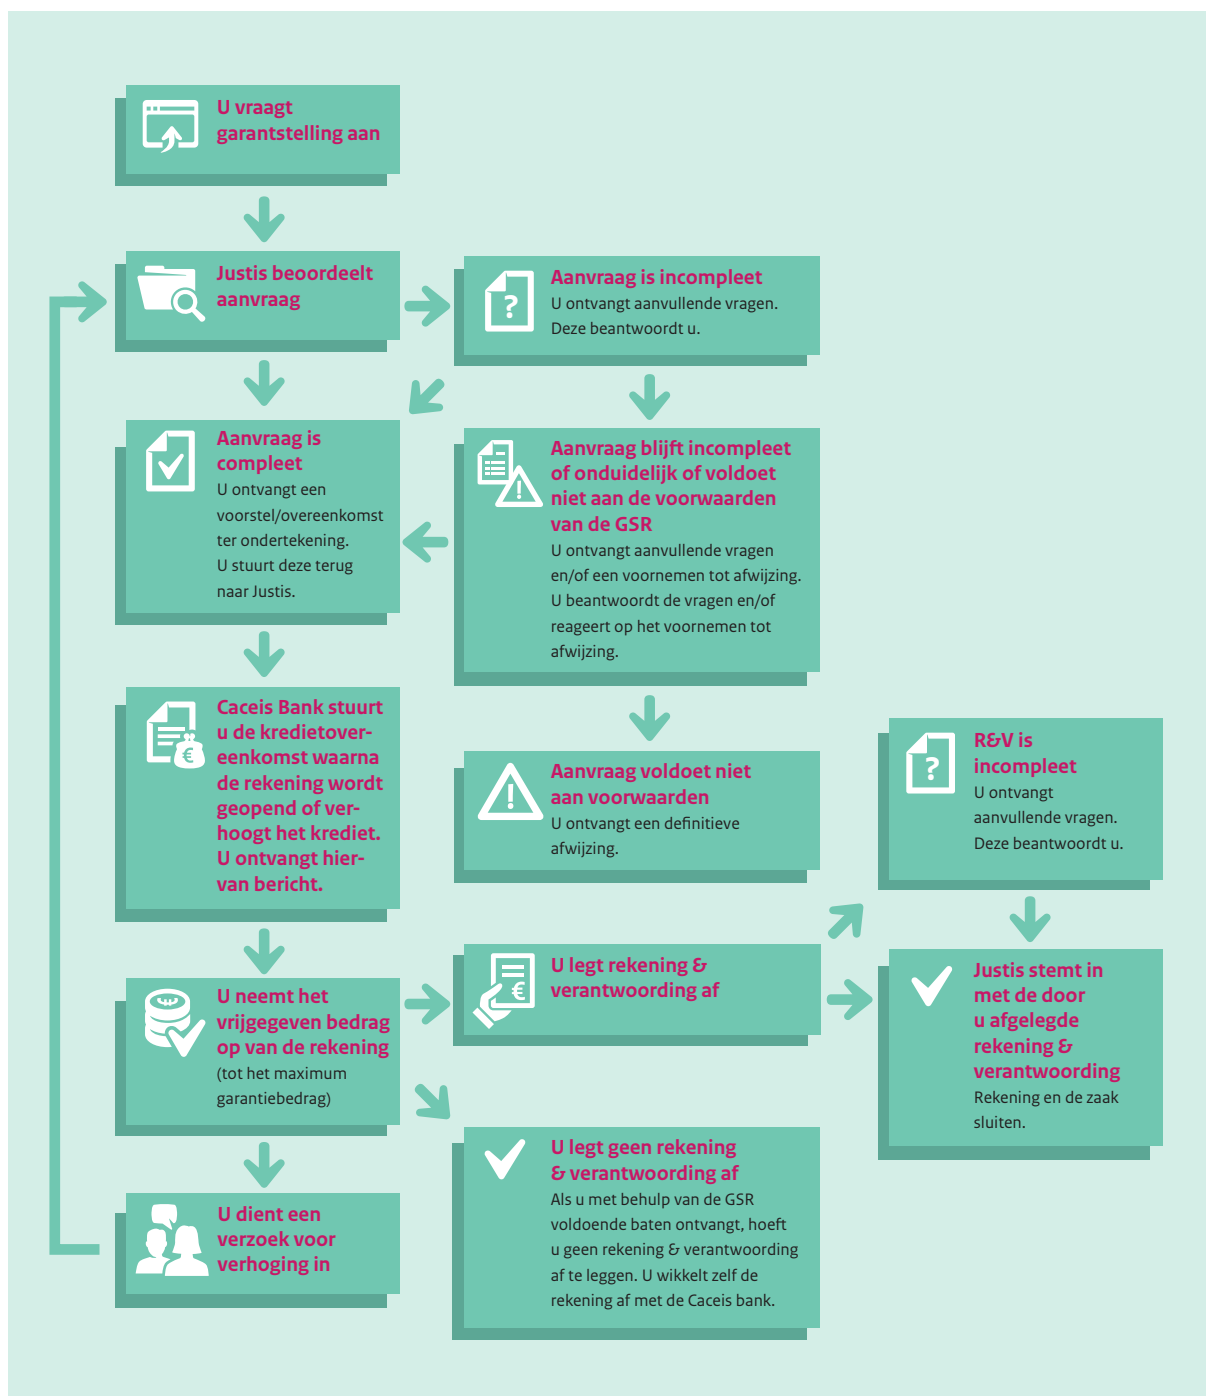 U vraagt
garantstelling aan
Justis beoordeelt
aanvraag
Aanvraag is incompleet
U ontvangt aanvullende vragen.
Deze beantwoordt u.
?
Aanvraag is
compleet
U ontvangt een
voorstel/overeenkomst
ter ondertekening.
U stuurt deze terug
naar Justis.
Aanvraag blijft incompleet
of onduidelijk of voldoet
niet aan de voorwaarden
van de GSR
U ontvangt aanvullende vragen
en/of een voornemen tot afwijzing.
U beantwoordt de vragen en/of
reageert op het voornemen tot
afwijzing.
!
Caceis Bank stuurt
u de kredietover-
eenkomst waarna
de rekening wordt
geopend of ver-
hoogt het krediet.
U ontvangt hier-
van bericht.
€
Aanvraag voldoet niet
aan voorwaarden
U ontvangt een definitieve
afwijzing.
!
R&V is
incompleet
U ontvangt
aanvullende vragen.
Deze beantwoordt u.
?
U neemt het
vrijgegeven bedrag
op van de rekening
(tot het maximum
garantiebedrag)
U legt rekening &
verantwoording af
€
Justis stemt in
met de door
u afgelegde
rekening &
verantwoording
Rekening en de zaak
sluiten.
U legt geen rekening
& verantwoording af
Als u met behulp van de GSR
voldoende baten ontvangt, hoeft
u geen rekening & verantwoording
af te leggen. U wikkelt zelf de
rekening af met de Caceis bank.
U dient een
verzoek voor
verhoging in